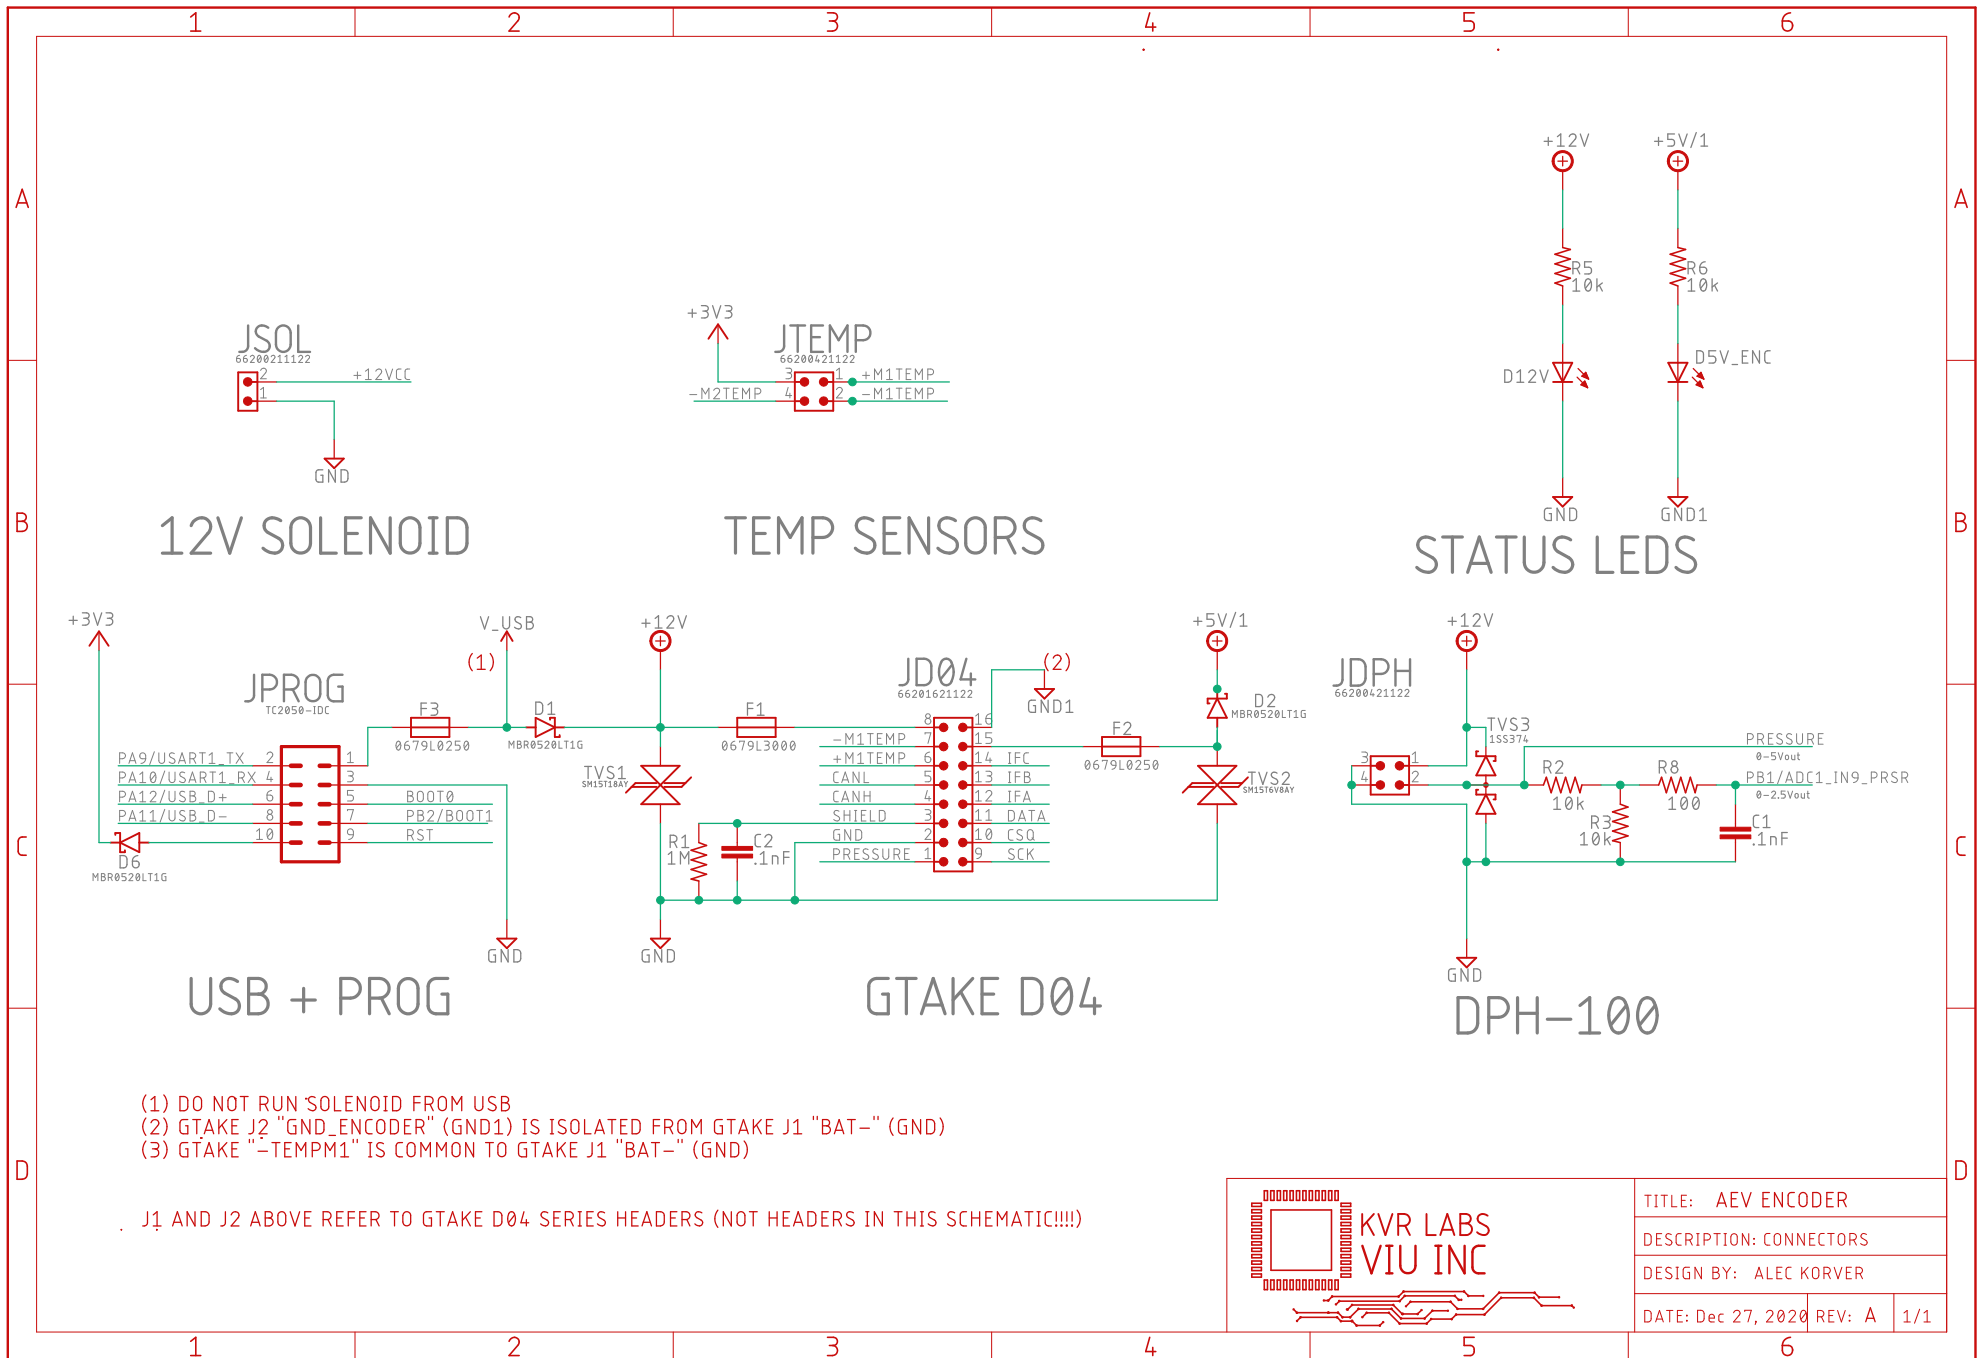 1 2 3 4 5 6
A A
+12V +5V/1
R5
10k
R6
10k
D12V
D5V_ENC
GND GND1
STATUS LEDS
JSOL
66200211122
2 +12VCC
1
GND
12V SOLENOID
+3V3
JTEMP
66200421122
3 1 +M1TEMP
-M2TEMP 4 2 -M1TEMP
TEMP SENSORS
B B
+3V3
JPROG
TC2050-IDC
PA9/USART1_TX 2 1
PA10/USART1_RX 4 3
PA12/USB_D+ 6 5 BOOT0
PA11/USB_D- 8 7 PB2/BOOT1
10 9 RST
D6
MBR0520LT1G
V_USB
(1)
F3
0679L0250
D1
MBR0520LT1G
GND
USB + PROG
+12V
F1
0679L3000
TVS1
SM15T18AY
R1
1M
C2
.1nF
GND
JD04
66201621122
(2)
GND1
8 16
-M1TEMP 7 15
+M1TEMP 6 14 IFC
CANL 5 13 IFB
CANH 4 12 IFA
SHIELD 3 11 DATA
GND 2 10 CSQ
PRESSURE 1 9 SCK
+5V/1
D2
MBR0520LT1G
F2
0679L0250
TVS2
SM15T6V8AY
GTAKE D04
+12V
JDPH
66200421122
3 1
4 2
TVS3
1SS374
PRESSURE
0-5Vout
R2
10k
R8
100
PB1/ADC1_IN9_PRSR
0-2.5Vout
R3
10k
C1
.1nF
GND
DPH-100
C C
(1) DO NOT RUN SOLENOID FROM USB
(2) GTAKE J2 "GND_ENCODER" (GND1) IS ISOLATED FROM GTAKE J1 "BAT-" (GND)
(3) GTAKE "-TEMPM1" IS COMMON TO GTAKE J1 "BAT-" (GND)
J1 AND J2 ABOVE REFER TO GTAKE D04 SERIES HEADERS (NOT HEADERS IN THIS SCHEMATIC!!!!)
D D
KVR LABS
VIU INC
TITLE: AEV ENCODER
DESCRIPTION: CONNECTORS
DESIGN BY: ALEC KORVER
DATE: Dec 27, 2020 REV: A 1/1
1 2 3 4 5 6